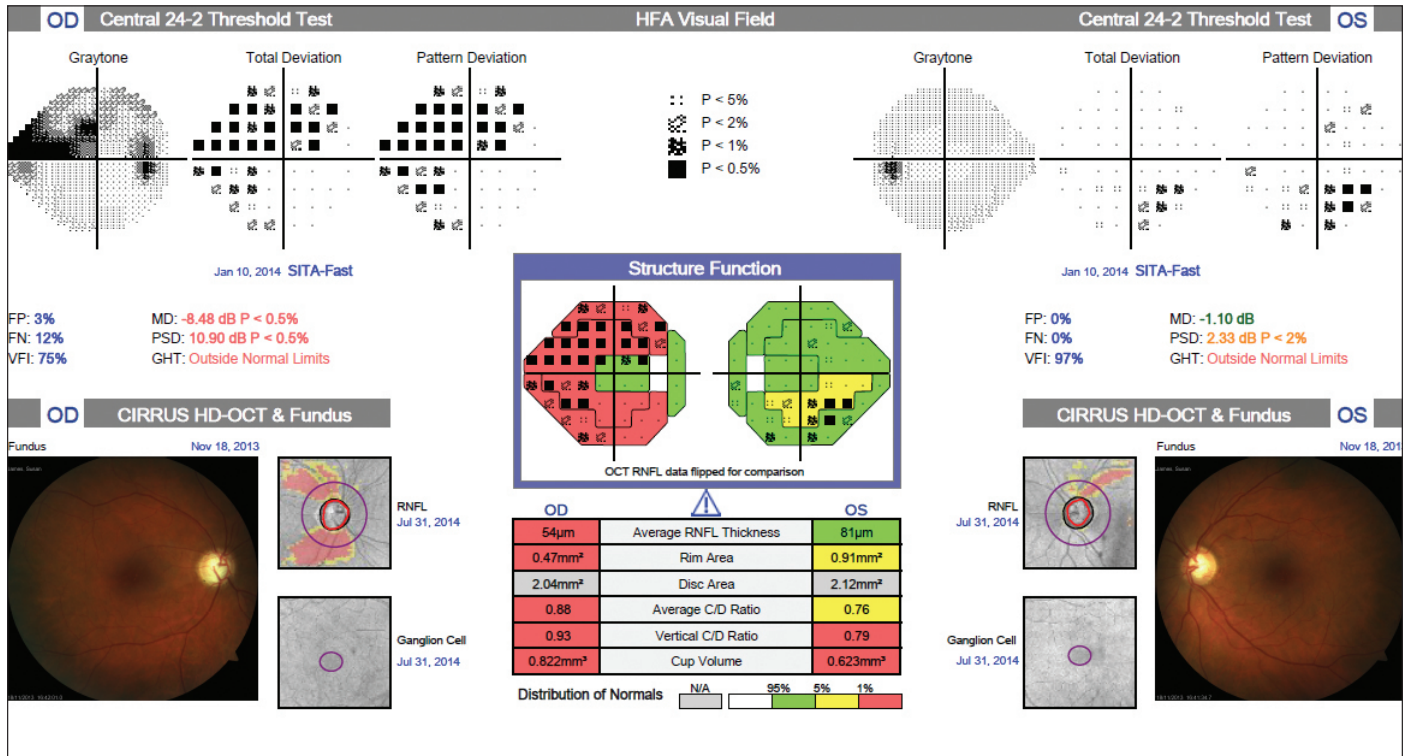 OD Central 24-2 Threshold Test HFA Visual Field Central 24-2 Threshold Test OS
Graytone Total Deviation Pattern Deviation Graytone Total Deviation Pattern Deviation
P < 5%
P < 2%
P < 1%
P < 0.5%
Jan 10, 2014 SITA-Fast
Jan 10, 2014 SITA-Fast
FP: 3% MD: -8.48 dB P < 0.5%
FN: 12% PSD: 10.90 dB P < 0.5%
VFI: 75% GHT: Outside Normal Limits
Structure Function
OCT RNFL data flipped for comparison
FP: 0% MD: -1.10 dB
FN: 0% PSD: 2.33 dB P < 2%
VFI: 97% GHT: Outside Normal Limits
OD CIRRUS HD-OCT & Fundus
Fundus Nov 18, 2013
James, Susan
RNFL
Jul 31, 2014
Ganglion Cell
Jul 31, 2014
OD OS
54µm Average RNFL Thickness 81µm
0.47mm² Rim Area 0.91mm²
2.04mm² Disc Area 2.12mm²
0.88 Average C/D Ratio 0.76
0.93 Vertical C/D Ratio 0.79
0.822mm³ Cup Volume 0.623mm³
Distribution of Normals N/A 95% 5% 1%
CIRRUS HD-OCT & Fundus OS
Fundus Nov 18, 201
James, Susan
RNFL
Jul 31, 2014
Ganglion Cell
Jul 31, 2014